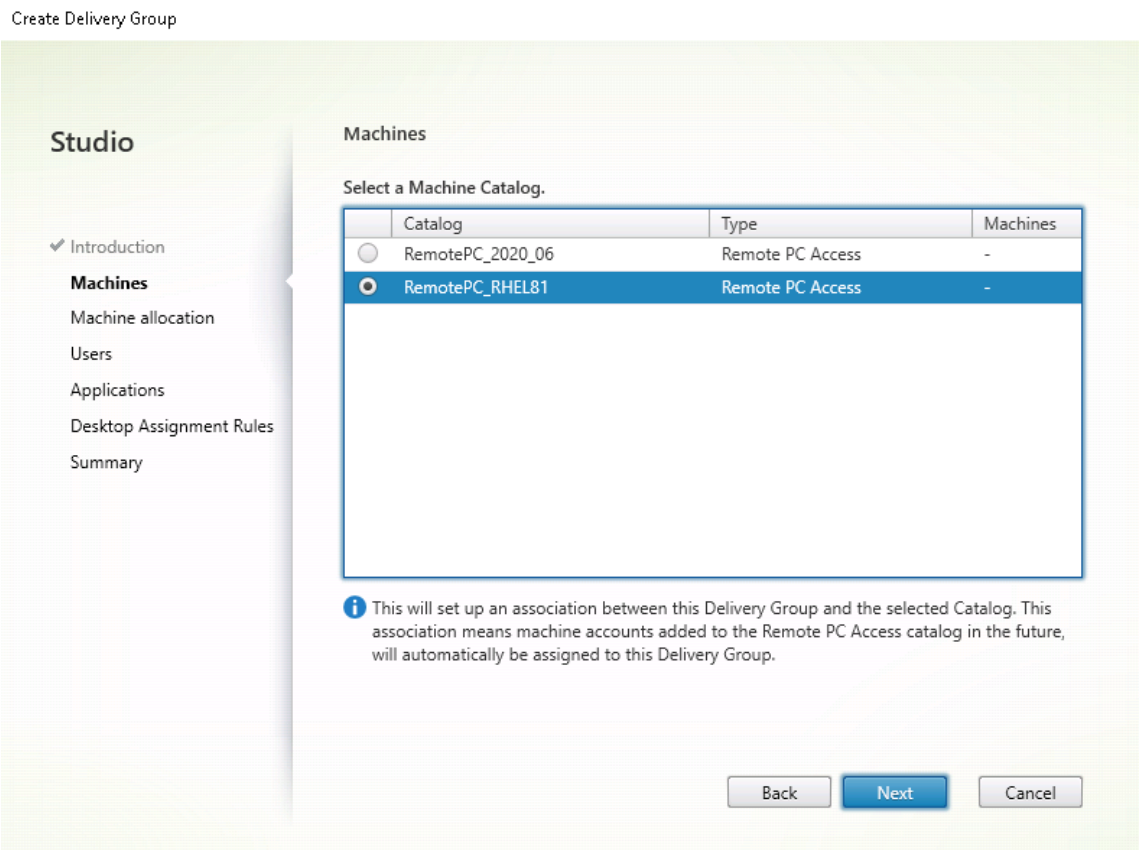 Create Delivery Group
Studio
Introduction
Machines
Machine allocation
Users
Applications
Desktop Assignment Rules
Summary
Machines
Select a Machine Catalog.
Catalog Type Machines
RemotePC_2020_06 Remote PC Access -
RemotePC_RHEL81 Remote PC Access -
This will set up an association between this Delivery Group and the selected Catalog. This
association means machine accounts added to the Remote PC Access catalog in the future,
will automatically be assigned to this Delivery Group.
Back Next Cancel